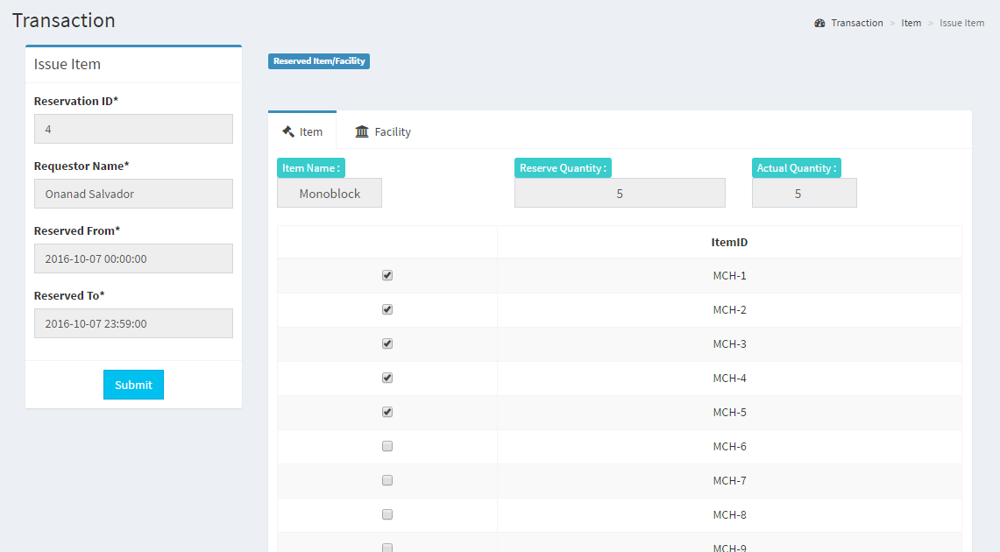 Transaction
Transaction > Item > Issue Item
Issue Item
Reservation ID*
4
Requestor Name*
Onanad Salvador
Reserved From*
2016-10-07 00:00:00
Reserved To*
2016-10-07 23:59:00
Submit
Reserved Item/Facility
Item
Facility
Item Name :
Monoblock
Reserve Quantity :
5
Actual Quantity :
5
ItemID
MCH-1
MCH-2
MCH-3
MCH-4
MCH-5
MCH-6
MCH-7
MCH-8
MCH-9